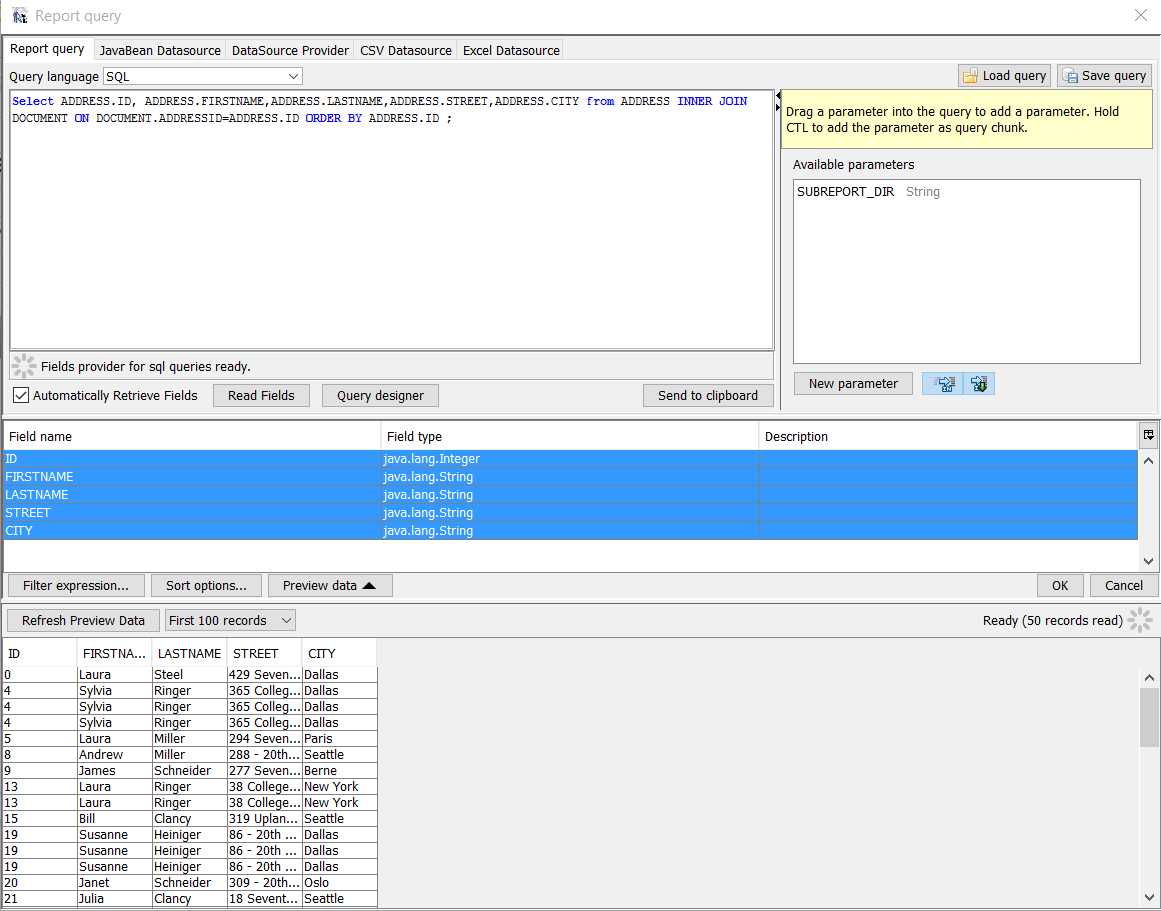 Report query
Report query JavaBean Datasource DataSource Provider CSV Datasource Excel Datasource
Query language SQL Load query Save query
Select ADDRESS.ID, ADDRESS.FIRSTNAME,ADDRESS.LASTNAME,ADDRESS.STREET,ADDRESS.CITY from ADDRESS INNER JOIN
DOCUMENT ON DOCUMENT.ADDRESSID=ADDRESS.ID ORDER BY ADDRESS.ID ;
Drag a parameter into the query to add a parameter. Hold
CTL to add the parameter as query chunk.
Available parameters
SUBREPORT_DIR String
Fields provider for sql queries ready.
Automatically Retrieve Fields Read Fields Query designer Send to clipboard
New parameter
Field name Field type Description
ID java.lang.Integer
FIRSTNAME java.lang.String
LASTNAME java.lang.String
STREET java.lang.String
CITY java.lang.String
Filter expression... Sort options... Preview data OK Cancel
Refresh Preview Data First 100 records Ready (50 records read)
ID FIRSTNA... LASTNAME STREET CITY
0 Laura Steel 429 Seven... Dallas
4 Sylvia Ringer 365 Colleg... Dallas
4 Sylvia Ringer 365 Colleg... Dallas
4 Sylvia Ringer 365 Colleg... Dallas
5 Laura Miller 294 Seven... Paris
8 Andrew Miller 288 - 20th... Seattle
9 James Schneider 277 Seven... Berne
13 Laura Ringer 38 College... New York
13 Laura Ringer 38 College... New York
15 Bill Clancy 319 Uplan... Seattle
19 Susanne Heiniger 86 - 20th ... Dallas
19 Susanne Heiniger 86 - 20th ... Dallas
19 Susanne Heiniger 86 - 20th ... Dallas
20 Janet Schneider 309 - 20th... Oslo
21 Julia Clancy 18 Sevent... Seattle